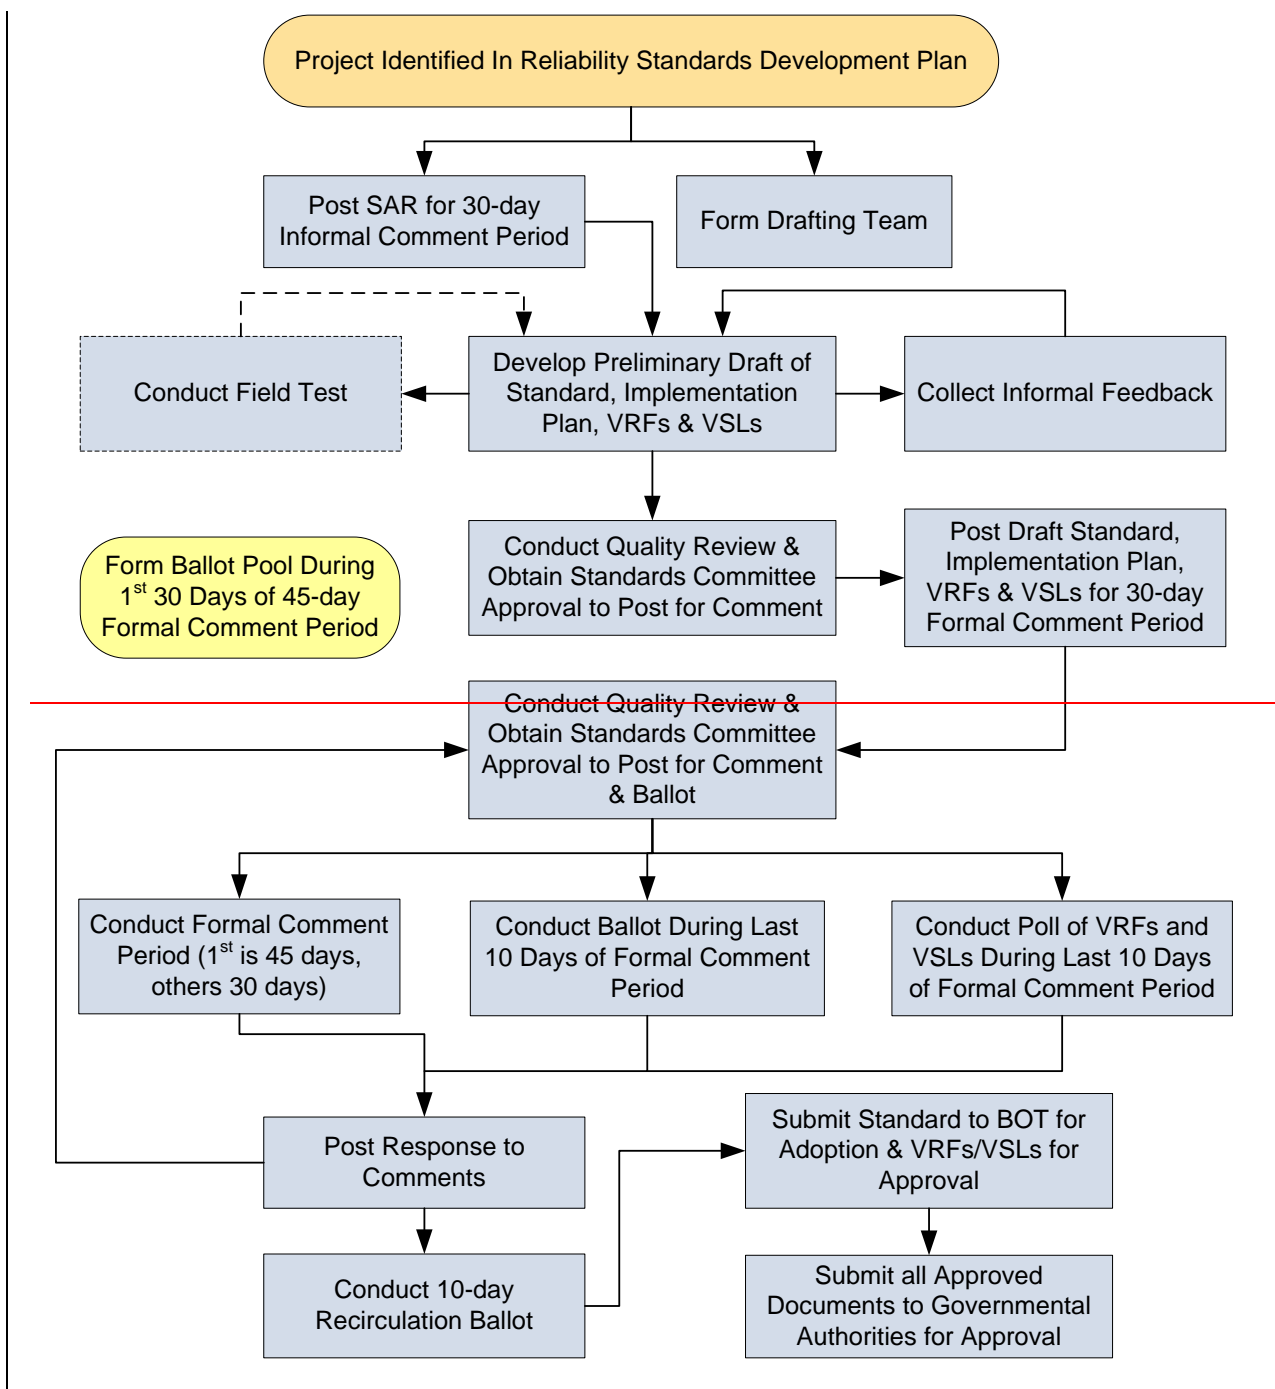 Project Identified In Reliability Standards Development Plan
Post SAR for 30-day
Informal Comment Period
Form Drafting Team
Conduct Field Test
Develop Preliminary Draft of
Standard, Implementation
Plan, VRFs & VSLs
Collect Informal Feedback
Form Ballot Pool During
1st 30 Days of 45-day
Formal Comment Period
Conduct Quality Review &
Obtain Standards Committee
Approval to Post for Comment
Post Draft Standard,
Implementation Plan,
VRFs & VSLs for 30-day
Formal Comment Period
Conduct Quality Review &
Obtain Standards Committee
Approval to Post for Comment
& Ballot
Conduct Formal Comment
Period (1st is 45 days,
others 30 days)
Conduct Ballot During Last
10 Days of Formal Comment
Period
Conduct Poll of VRFs and
VSLs During Last 10 Days
of Formal Comment Period
Post Response to
Comments
Submit Standard to BOT for
Adoption & VRFs/VSLs for
Approval
Conduct 10-day
Recirculation Ballot
Submit all Approved
Documents to Governmental
Authorities for Approval